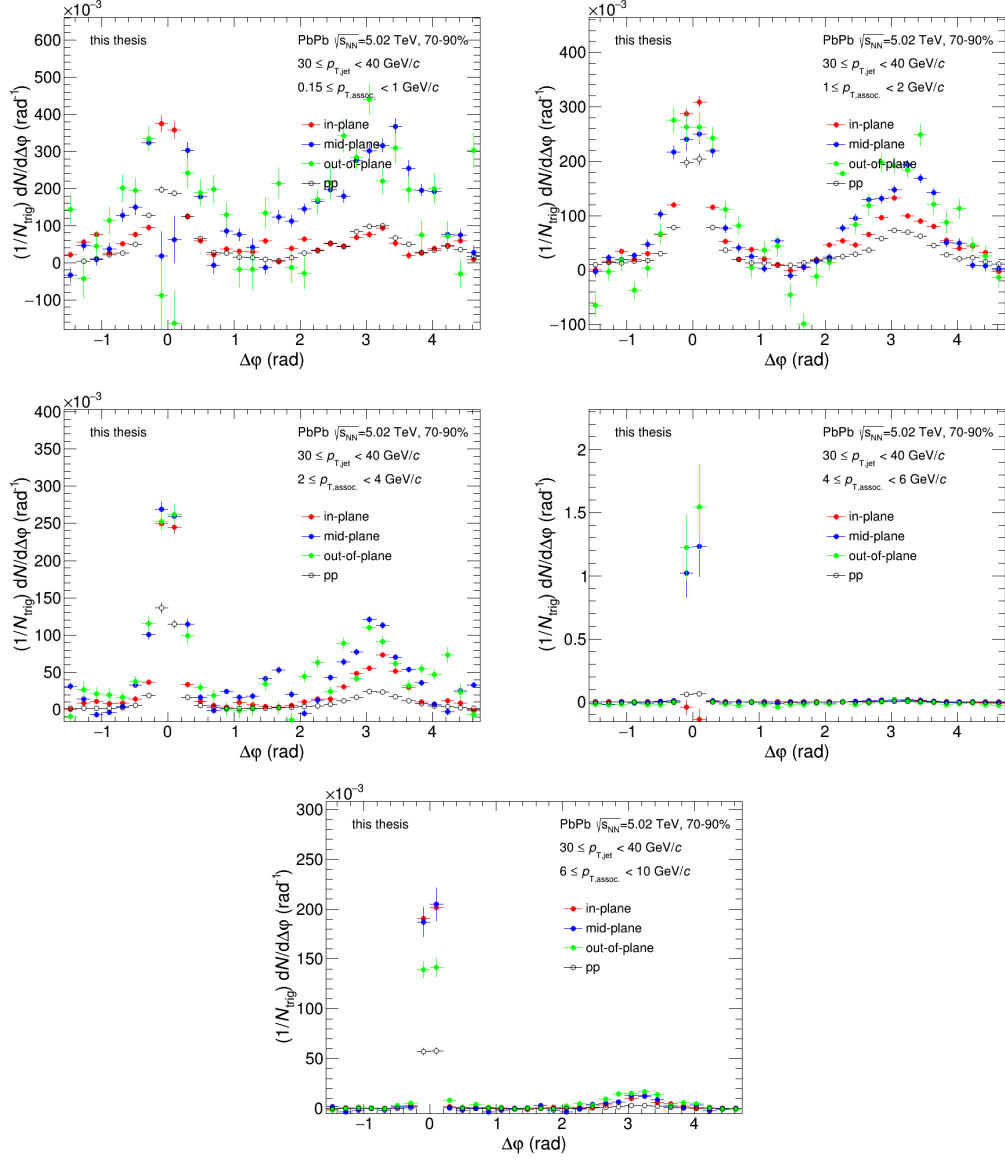 ×10⁻³
this thesis
PbPb √s_NN=5.02 TeV, 70-90%
30 ≤ p_T,jet < 40 GeV/c
0.15 ≤ p_T,assoc. < 1 GeV/c
in-plane
mid-plane
out-of-plane
pp
600
500
400
300
200
100
0
−100
−1 0 1 2 3 4
Δφ (rad)
(1/N_trig) dN/dΔφ (rad⁻¹)
×10⁻³
this thesis
PbPb √s_NN=5.02 TeV, 70-90%
30 ≤ p_T,jet < 40 GeV/c
1 ≤ p_T,assoc. < 2 GeV/c
in-plane
mid-plane
out-of-plane
pp
400
300
200
100
0
−100
−1 0 1 2 3 4
Δφ (rad)
(1/N_trig) dN/dΔφ (rad⁻¹)
×10⁻³
this thesis
PbPb √s_NN=5.02 TeV, 70-90%
30 ≤ p_T,jet < 40 GeV/c
2 ≤ p_T,assoc. < 4 GeV/c
in-plane
mid-plane
out-of-plane
pp
400
350
300
250
200
150
100
50
0
−1 0 1 2 3 4
Δφ (rad)
(1/N_trig) dN/dΔφ (rad⁻¹)
this thesis
PbPb √s_NN=5.02 TeV, 70-90%
30 ≤ p_T,jet < 40 GeV/c
4 ≤ p_T,assoc. < 6 GeV/c
in-plane
mid-plane
out-of-plane
pp
2
1.5
1
0.5
0
−1 0 1 2 3 4
Δφ (rad)
(1/N_trig) dN/dΔφ (rad⁻¹)
×10⁻³
this thesis
PbPb √s_NN=5.02 TeV, 70-90%
30 ≤ p_T,jet < 40 GeV/c
6 ≤ p_T,assoc. < 10 GeV/c
in-plane
mid-plane
out-of-plane
pp
300
250
200
150
100
50
0
−1 0 1 2 3 4
Δφ (rad)
(1/N_trig) dN/dΔφ (rad⁻¹)